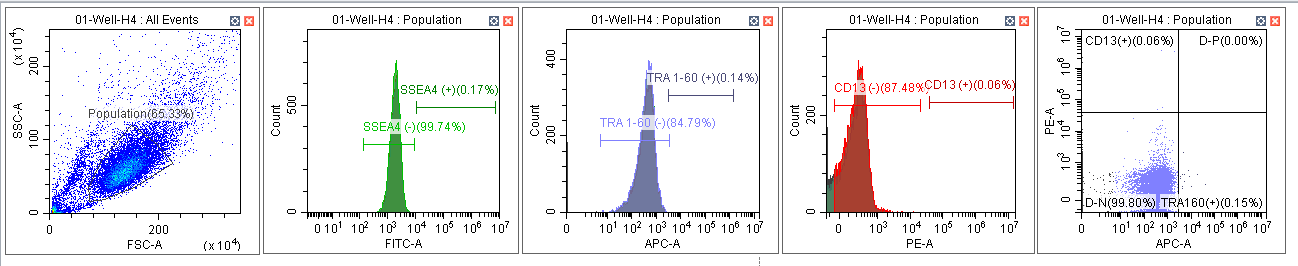 01-Well-H4 : All Events
(x 10^4)
200
100
0
SSC-A
Population(65.33%)
0
200
FSC-A
(x 10^4)
01-Well-H4 : Population
Count
500
0
SSEA4 (+)(0.17%)
SSEA4 (-)(99.74%)
10^1 10^2 10^3 10^4 10^5 10^6 10^7
FITC-A
01-Well-H4 : Population
Count
400
200
0
TRA 1-60 (+)(0.14%)
TRA 1-60 (-)(84.79%)
10^1 10^2 10^3 10^4 10^5 10^6 10^7
APC-A
01-Well-H4 : Population
Count
200
0
CD13 (-)(87.48%)
CD13 (+)(0.06%)
0 10^3 10^4 10^5 10^6 10^7
PE-A
01-Well-H4 : Population
PE-A
10^7
10^6
10^5
10^4
10^3
0
CD13(+)(0.06%)
D-P(0.00%)
D-N(99.80%)
TRA160(+)(0.15%)
0 10^1 10^2 10^3 10^4 10^5 10^6 10^7
APC-A